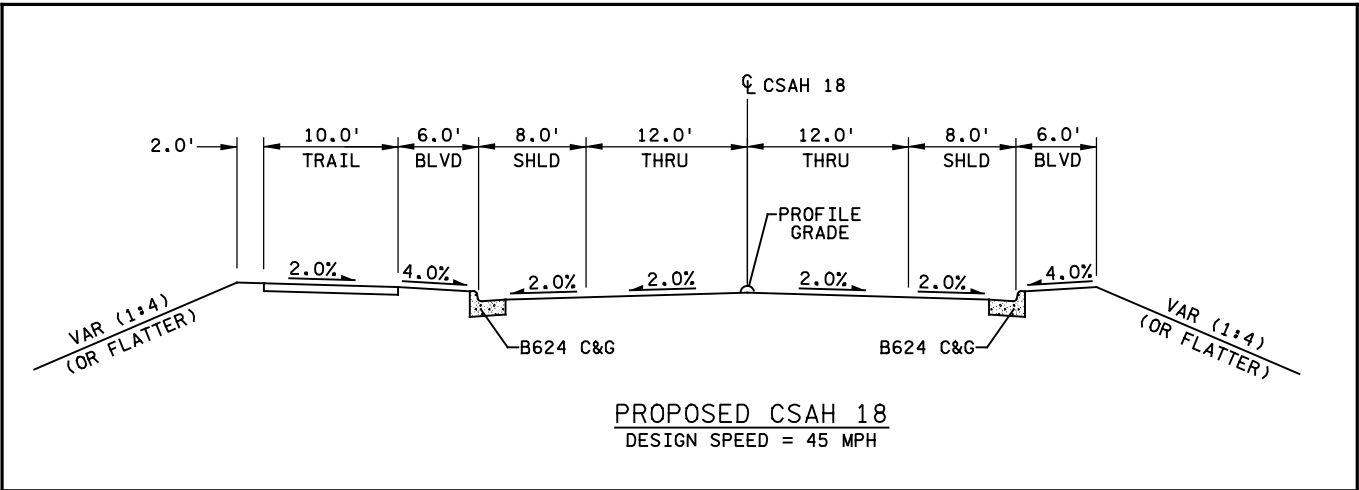 ℄ CSAH 18
2.0'
10.0'
TRAIL
6.0'
BLVD
8.0'
SHLD
12.0'
THRU
12.0'
THRU
8.0'
SHLD
6.0'
BLVD
PROFILE
GRADE
2.0%
4.0%
2.0%
2.0%
2.0%
2.0%
4.0%
VAR (1:4)
(OR FLATTER)
B624 C&G
B624 C&G
VAR (1:4)
(OR FLATTER)
PROPOSED CSAH 18
DESIGN SPEED = 45 MPH